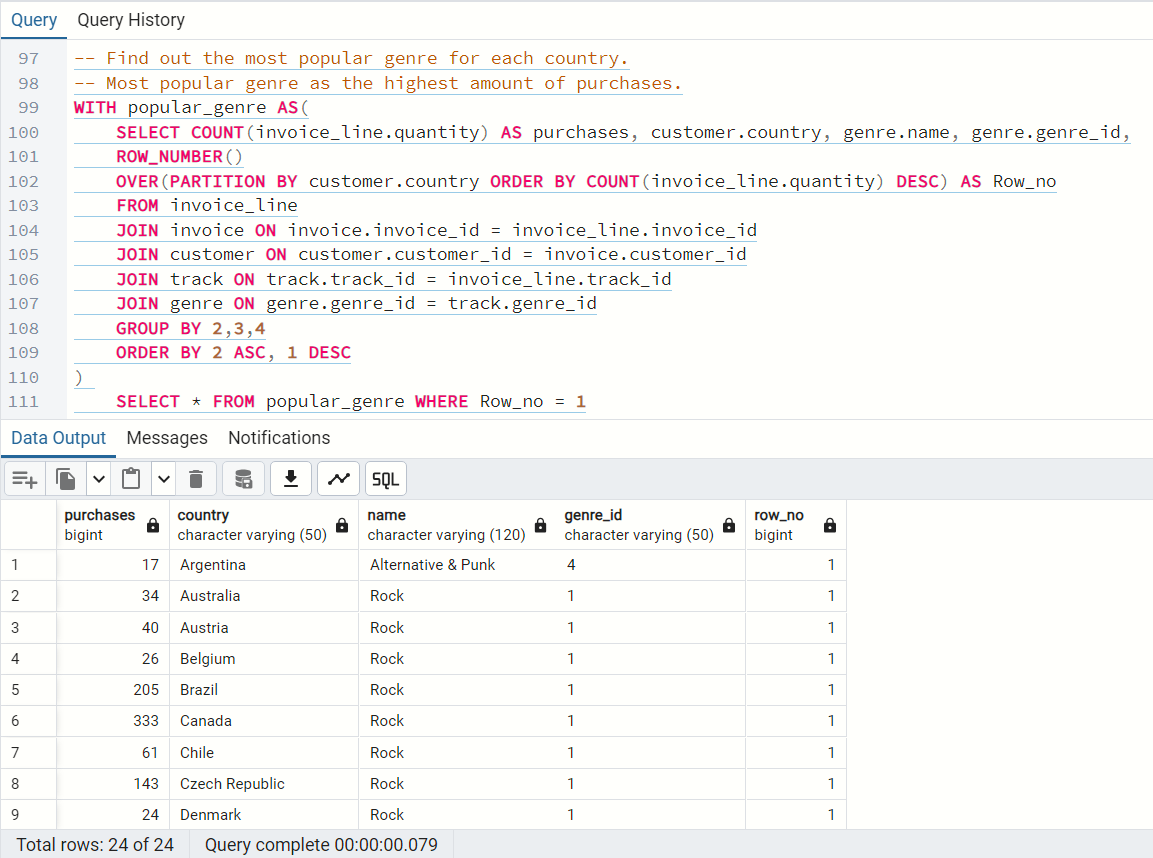 Query Query History
97 -- Find out the most popular genre for each country.
98 -- Most popular genre as the highest amount of purchases.
99 WITH popular_genre AS(
100 SELECT COUNT(invoice_line.quantity) AS purchases, customer.country, genre.name, genre.genre_id,
101 ROW_NUMBER()
102 OVER(PARTITION BY customer.country ORDER BY COUNT(invoice_line.quantity) DESC) AS Row_no
103 FROM invoice_line
104 JOIN invoice ON invoice.invoice_id = invoice_line.invoice_id
105 JOIN customer ON customer.customer_id = invoice.customer_id
106 JOIN track ON track.track_id = invoice_line.track_id
107 JOIN genre ON genre.genre_id = track.genre_id
108 GROUP BY 2,3,4
109 ORDER BY 2 ASC, 1 DESC
110 )
111 SELECT * FROM popular_genre WHERE Row_no = 1
Data Output Messages Notifications
SQL
purchases country name genre_id row_no
bigint character varying (50) character varying (120) character varying (50) bigint
1 17 Argentina Alternative & Punk 4 1
2 34 Australia Rock 1 1
3 40 Austria Rock 1 1
4 26 Belgium Rock 1 1
5 205 Brazil Rock 1 1
6 333 Canada Rock 1 1
7 61 Chile Rock 1 1
8 143 Czech Republic Rock 1 1
9 24 Denmark Rock 1 1
Total rows: 24 of 24 Query complete 00:00:00.079